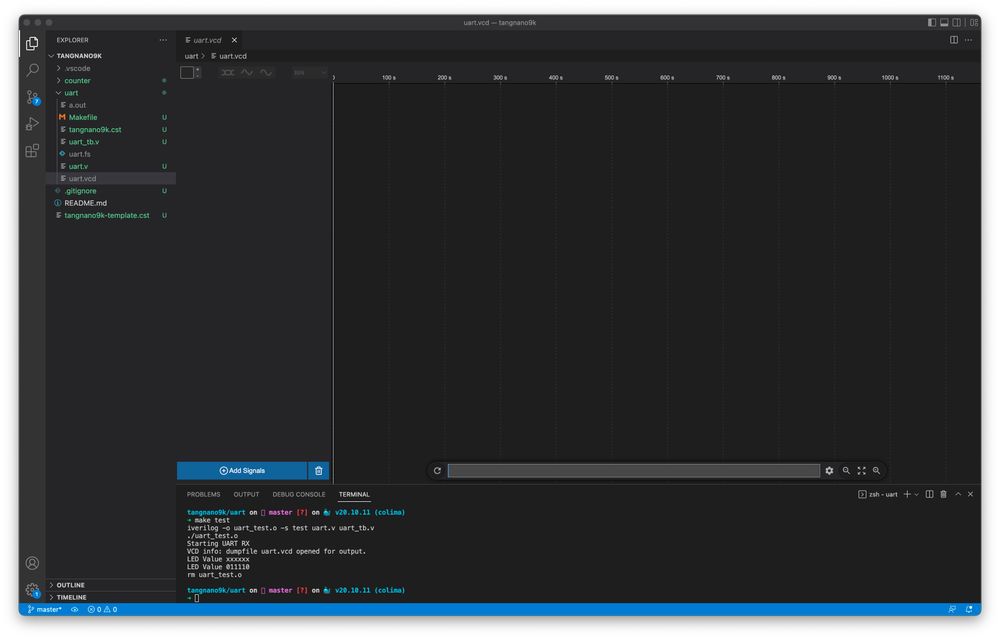 uart.vcd — tangnano9k
EXPLORER
uart.vcd
TANGNANO9K
uart > uart.vcd
.vscode
counter
uart
a.out
Makefile U
tangnano9k.cst U
uart_tb.v U
uart.fs
uart.v U
uart.vcd
.gitignore U
README.md
tangnano9k-template.cst U
0 100 s 200 s 300 s 400 s 500 s 600 s 700 s 800 s 900 s 1000 s 1100 s
Add Signals
PROBLEMS OUTPUT DEBUG CONSOLE TERMINAL
zsh - uart
tangnano9k/uart on master [?] on v20.10.11 (colima)
➜ make test
iverilog -o uart_test.o -s test uart.v uart_tb.v
./uart_test.o
Starting UART RX
VCD info: dumpfile uart.vcd opened for output.
LED Value xxxxxx
LED Value 011110
rm uart_test.o
tangnano9k/uart on master [?] on v20.10.11 (colima)
➜
OUTLINE
TIMELINE
7
1
master* 0 0